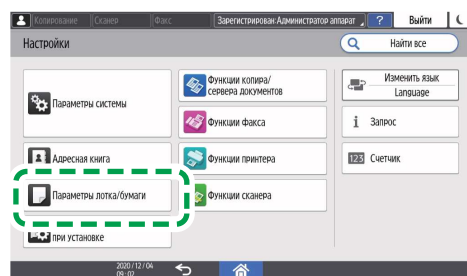 Копирование
Сканер
Факс
Зарегистрирован:Администратор аппарат
?
Выйти
Настройки
Найти все
Параметры системы
Функции копира/
сервера документов
Изменить язык
Language
Функции факса
i Запрос
Адресная книга
Функции принтера
123 Счетчик
Параметры лотка/бумаги
Функции сканера
при установке
2020/12/04
09:02